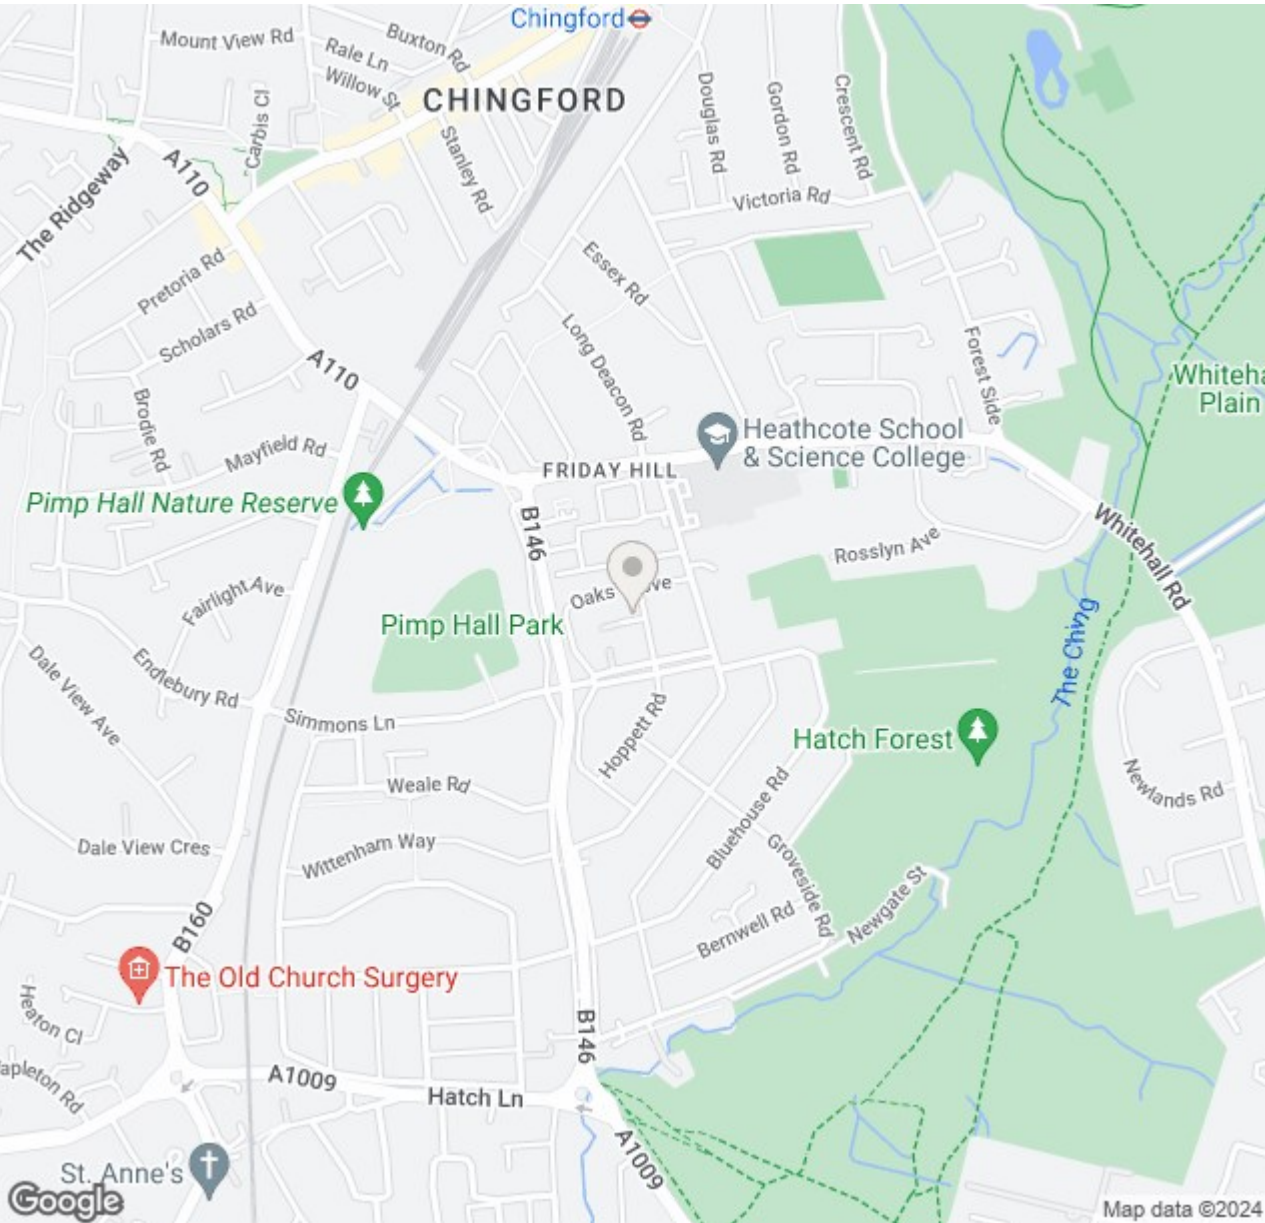 Chingford
Mount View Rd
Buxton Rd
Rale Ln
Willow St
CHINGFORD
Carbis Cl
Stanley Rd
Douglas Rd
Gordon Rd
Crescent Rd
A110
The Ridgeway
Victoria Rd
Pretoria Rd
Essex Rd
Scholars Rd
Long Deacon Rd
A110
Forest Side
Whiteha
Plain
Brodie Rd
Mayfield Rd
Heathcote School
& Science College
FRIDAY HILL
Pimp Hall Nature Reserve
B146
Whitehall Rd
Rosslyn Ave
Fairlight Ave
Oaks
ve
Pimp Hall Park
The Ching
Dale View Ave
Endlebury Rd
Simmons Ln
Hoppett Rd
Hatch Forest
Weale Rd
Bluehouse Rd
Newlands Rd
Dale View Cres
Wittenham Way
Groveside Rd
Newgate St
B160
Bernwell Rd
The Old Church Surgery
Heaton Cl
B146
apleton Rd
A1009
Hatch Ln
A1009
St. Anne's
Google
Map data ©2024